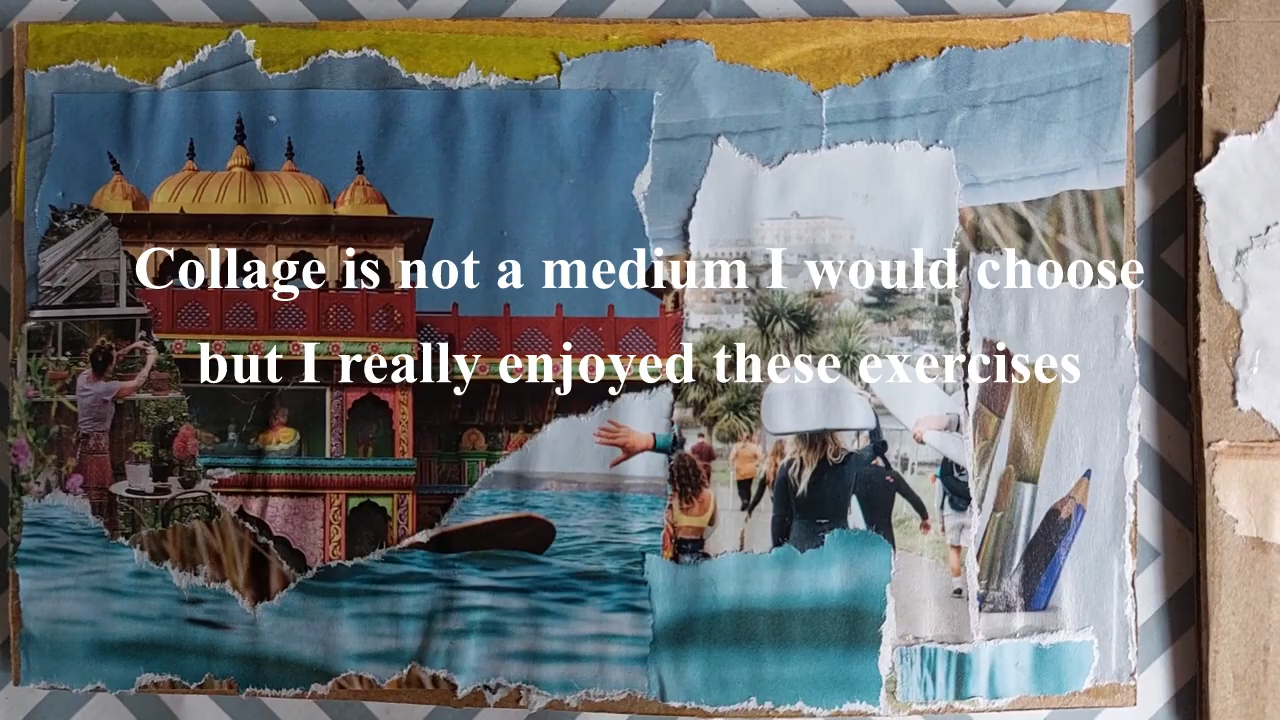 Collage is not a medium I would choose
but I really enjoyed these exercises